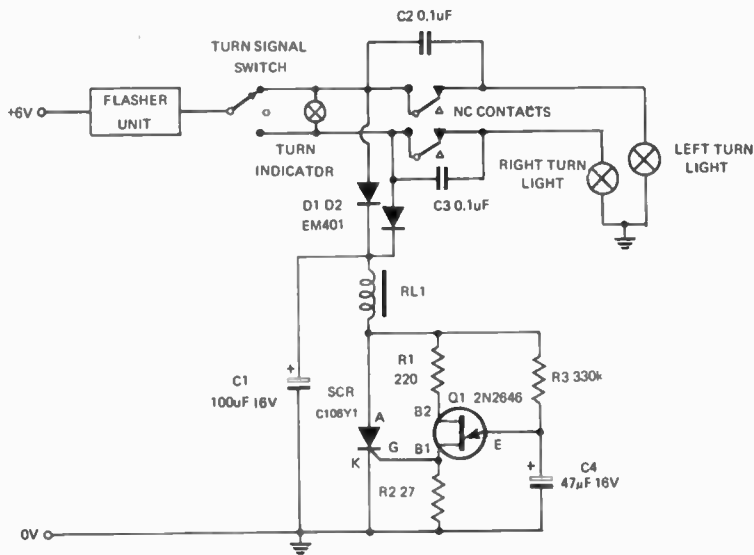 C2 0.1uF
TURN SIGNAL
SWITCH
+6V
FLASHER
UNIT
NC CONTACTS
TURN
INDICATOR
LEFT TURN
LIGHT
RIGHT TURN
LIGHT
C3 0.1uF
D1 D2
EM401
RL1
R1
220
R3 330k
C1
100uF 16V
SCR
C106Y1
A
G
K
Q1 2N2646
B2
B1
E
R2 27
+
+
C4
47µF 16V
0V